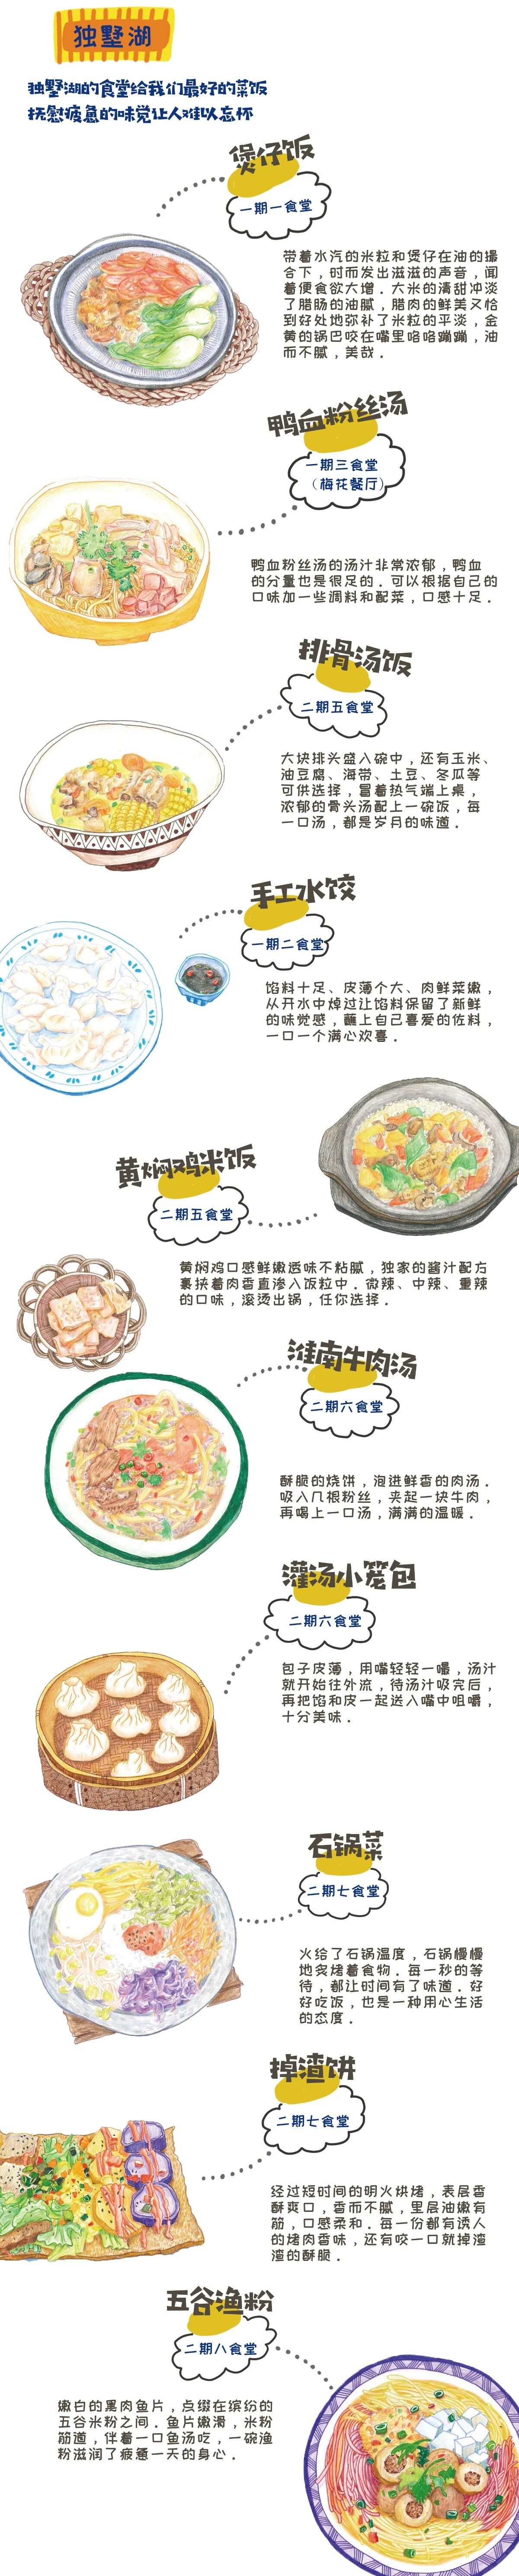 独墅湖
独墅湖的食堂给我们最好的菜饭
抚慰疲惫的味觉让人难以忘怀
煲仔饭
一期一食堂
带着水汽的米粒和煲仔在油的撮
合下，时而发出滋滋的声音，闻
着便食欲大增．大米的清甜冲淡
了腊肠的油腻，腊肉的鲜美又恰
到好处地弥补了米粒的平淡，金
黄的锅巴咬在嘴里咯咯蹦蹦，油
而不腻，美哉．
鸭血粉丝汤
一期三食堂
（梅花餐厅）
鸭血粉丝汤的汤汁非常浓郁，鸭血
的分量也是很足的．可以根据自己的
口味加一些调料和配菜，口感十足．
排骨汤饭
二期五食堂
大块排头盛入碗中，还有玉米、
油豆腐、海带、土豆、冬瓜等
可供选择，冒着热气端上桌，
浓郁的骨头汤配上一碗饭，每
一口汤，都是岁月的味道．
手工水饺
一期二食堂
馅料十足、皮薄个大、肉鲜菜嫩，
从开水中焯过让馅料保留了新鲜
的味觉感，蘸上自己喜爱的佐料，
一口一个满心欢喜．
黄焖鸡米饭
二期五食堂
黄焖鸡口感鲜嫩透味不粘腻，独家的酱汁配方
裹挟着肉香直渗入饭粒中．微辣、中辣、重辣
的口味，滚烫出锅，任你选择．
淮南牛肉汤
二期六食堂
酥脆的烧饼，泡进鲜香的肉汤．
吸入几根粉丝，夹起一块牛肉，
再喝上一口汤，满满的温暖．
灌汤小笼包
二期六食堂
包子皮薄，用嘴轻轻一嘬，汤汁
就开始往外流，待汤汁吸完后，
再把馅和皮一起送入嘴中咀嚼，
十分美味．
石锅菜
二期七食堂
火给了石锅温度，石锅慢慢
地炙烤着食物．每一秒的等
待，都让时间有了味道．好
好吃饭，也是一种用心生活
的态度．
掉渣饼
二期七食堂
经过短时间的明火烘烤，表层香
酥爽口，香而不腻，里层油嫩有
筋，口感柔和．每一份都有诱人
的烤肉香味，还有咬一口就掉渣
渣的酥脆．
五谷渔粉
二期八食堂
嫩白的黑肉鱼片，点缀在缤纷的
五谷米粉之间．鱼片嫩滑，米粉
筋道，伴着一口鱼汤吃，一碗渔
粉滋润了疲惫一天的身心．